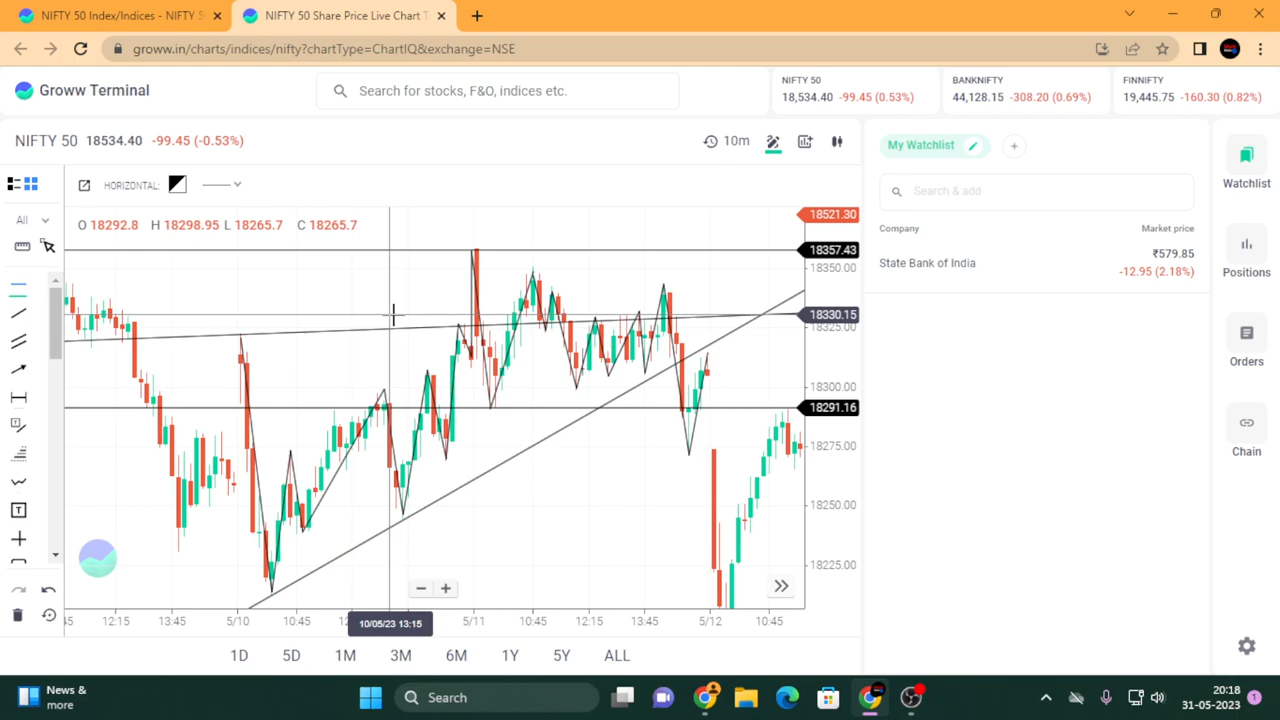 NIFTY 50 Index/Indices - NIFTY 5
NIFTY 50 Share Price Live Chart T
groww.in/charts/indices/nifty?chartType=ChartIQ&exchange=NSE
Groww Terminal
Search for stocks, F&O, indices etc.
NIFTY 50
18,534.40 -99.45 (0.53%)
BANKNIFTY
44,128.15 -308.20 (0.69%)
FINNIFTY
19,445.75 -160.30 (0.82%)
NIFTY 50 18534.40 -99.45 (-0.53%)
10m
HORIZONTAL:
All
O 18292.8 H 18298.95 L 18265.7 C 18265.7
18521.30
18357.43
18350.00
18330.15
18325.00
18300.00
18291.16
18275.00
18250.00
18225.00
45 12:15 13:45 5/10 10:45 12 10/05/23 13:15 5/11 10:45 12:15 13:45 5/12 10:45
1D 5D 1M 3M 6M 1Y 5Y ALL
My Watchlist
Search & add
Company Market price
State Bank of India
₹579.85
-12.95 (2.18%)
Watchlist
Positions
Orders
Chain
News &
more
Search
20:18
31-05-2023
1